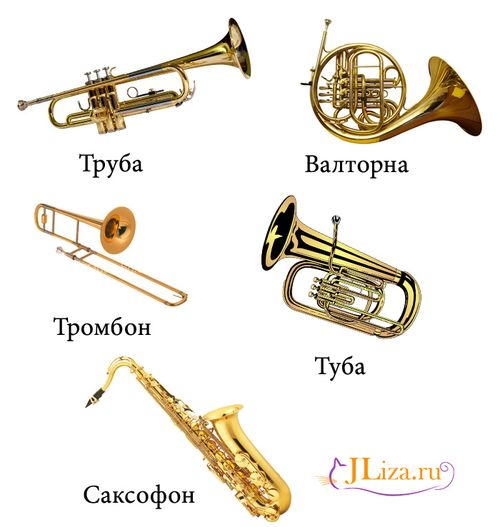 Труба
Валторна
Тромбон
Туба
Саксофон
JLiza.ru